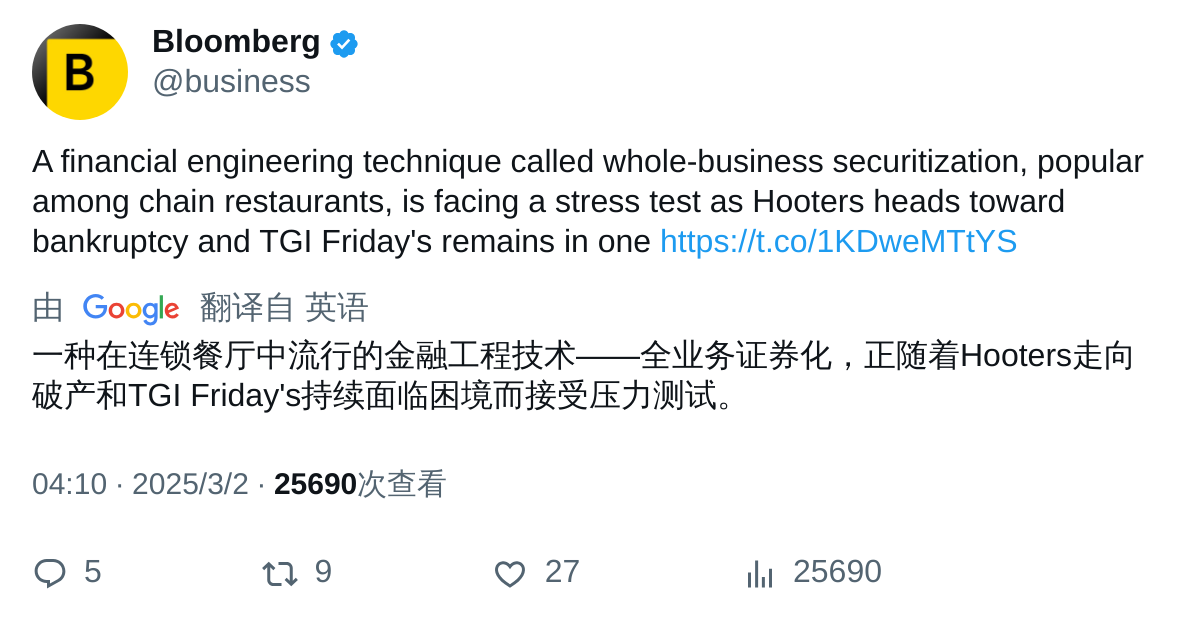 B
Bloomberg
@business
A financial engineering technique called whole-business securitization, popular
among chain restaurants, is facing a stress test as Hooters heads toward
bankruptcy and TGI Friday's remains in one https://t.co/1KDweMTtYS
由 Google 翻译自 英语
一种在连锁餐厅中流行的金融工程技术——全业务证券化，正随着Hooters走向
破产和TGI Friday's持续面临困境而接受压力测试。
04:10 · 2025/3/2 · 25690次查看
5 9 27 25690